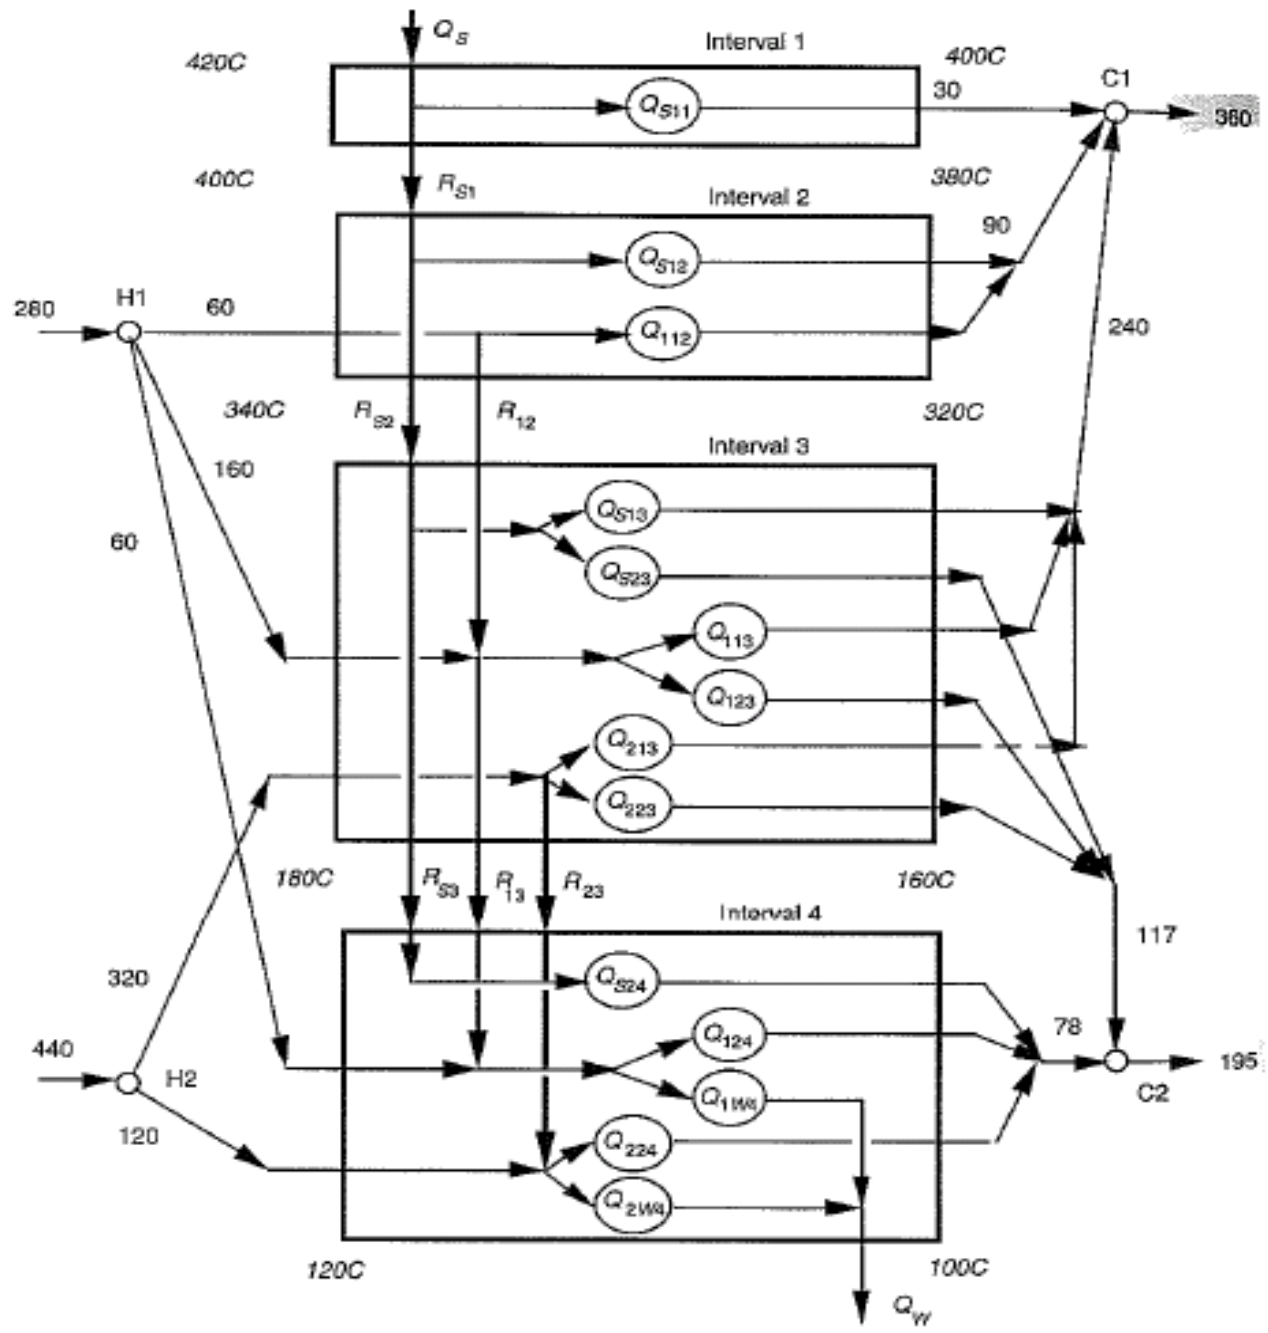 Q_S
Interval 1
420C
400C
C1
30
Q_S11
360
400C
R_S1
380C
Interval 2
90
Q_S12
280
H1
60
Q_112
240
340C
R_S2
R_12
320C
Interval 3
160
Q_S13
60
Q_S23
Q_113
Q_123
Q_213
Q_223
180C
R_S3
R_13
R_23
160C
Interval 4
117
320
Q_S24
440
Q_124
78
195
H2
Q_1W4
C2
120
Q_224
Q_2W4
120C
100C
Q_W